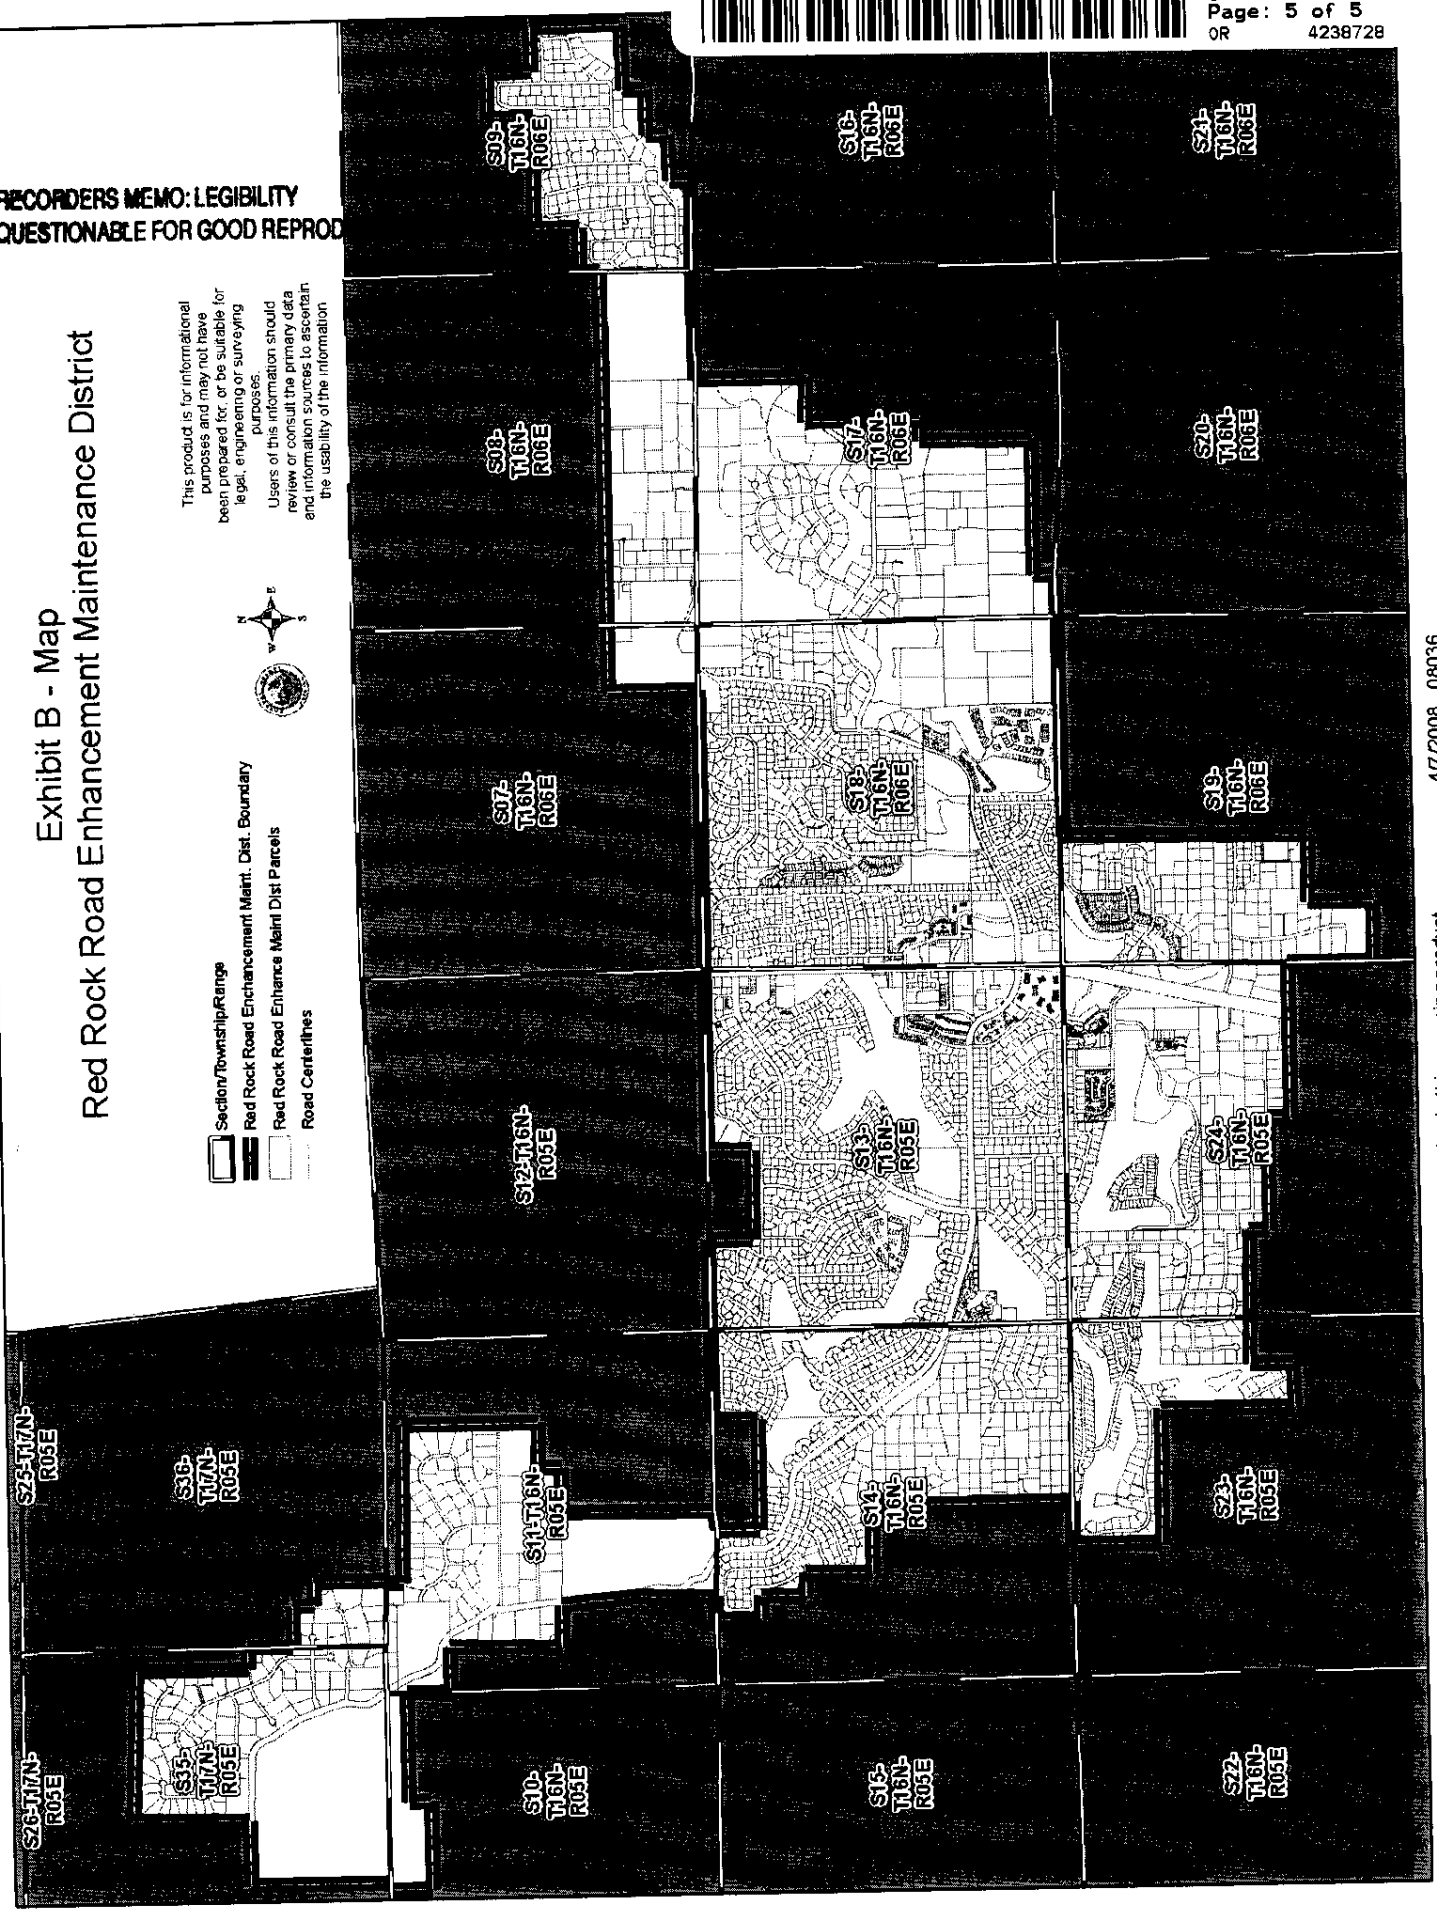 Page: 5 of 5
OR 4238728
RECORDERS MEMO: LEGIBILITY
QUESTIONABLE FOR GOOD REPROD
Exhibit B - Map
Red Rock Road Enhancement Maintenance District
This product is for informational
purposes and may not have
been prepared for, or be suitable for
legal, engineering or surveying
purposes.
Users of this information should
review or consult the primary data
and information sources to ascertain
the usability of the information
N
W E
S
Section/Township/Range
Red Rock Road Enchancement Maint. Dist. Boundary
Red Rock Road Enhance Maint Dist Parcels
Road Centerlines
S26-T17N-
R05E
S25-T17N-
R05E
S35-
T17N-
R05E
S36-
T17N-
R05E
S10-
T16N-
R05E
S11-T16N-
R05E
S12-T16N-
R05E
S07-
T16N-
R06E
S08-
T16N-
R06E
S09-
T16N-
R06E
S15-
T16N-
R05E
S14-
T16N-
R05E
S13-
T16N-
R05E
S18-
T16N-
R06E
S17-
T16N-
R06E
S16-
T16N-
R06E
S22-
T16N-
R05E
S23-
T16N-
R05E
S24-
T16N-
R05E
S19-
T16N-
R06E
S20-
T16N-
R06E
S21-
T16N-
R06E
4/7/2008 08036